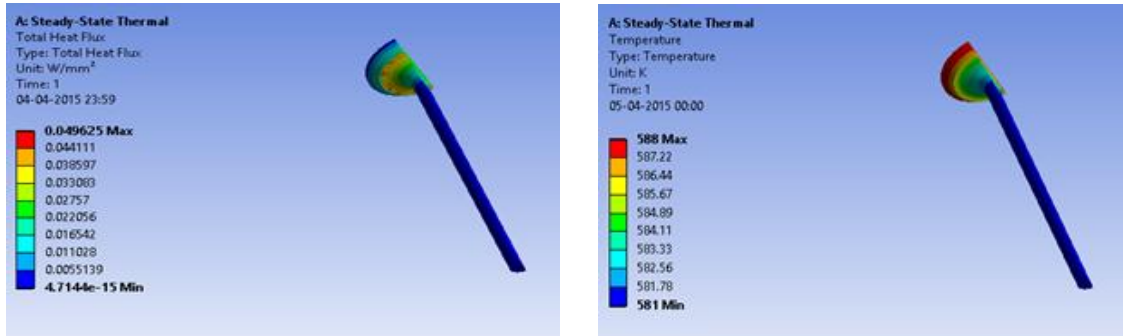 A: Steady-State Thermal
Total Heat Flux
Type: Total Heat Flux
Unit: W/mm²
Time: 1
04-04-2015 23:59
0.049625 Max
0.044111
0.038597
0.033083
0.02757
0.022056
0.016542
0.011028
0.0055139
4.7144e-15 Min
A: Steady-State Thermal
Temperature
Type: Temperature
Unit: K
Time: 1
05-04-2015 00:00
588 Max
587.22
586.44
585.67
584.89
584.11
583.33
582.56
581.78
581 Min